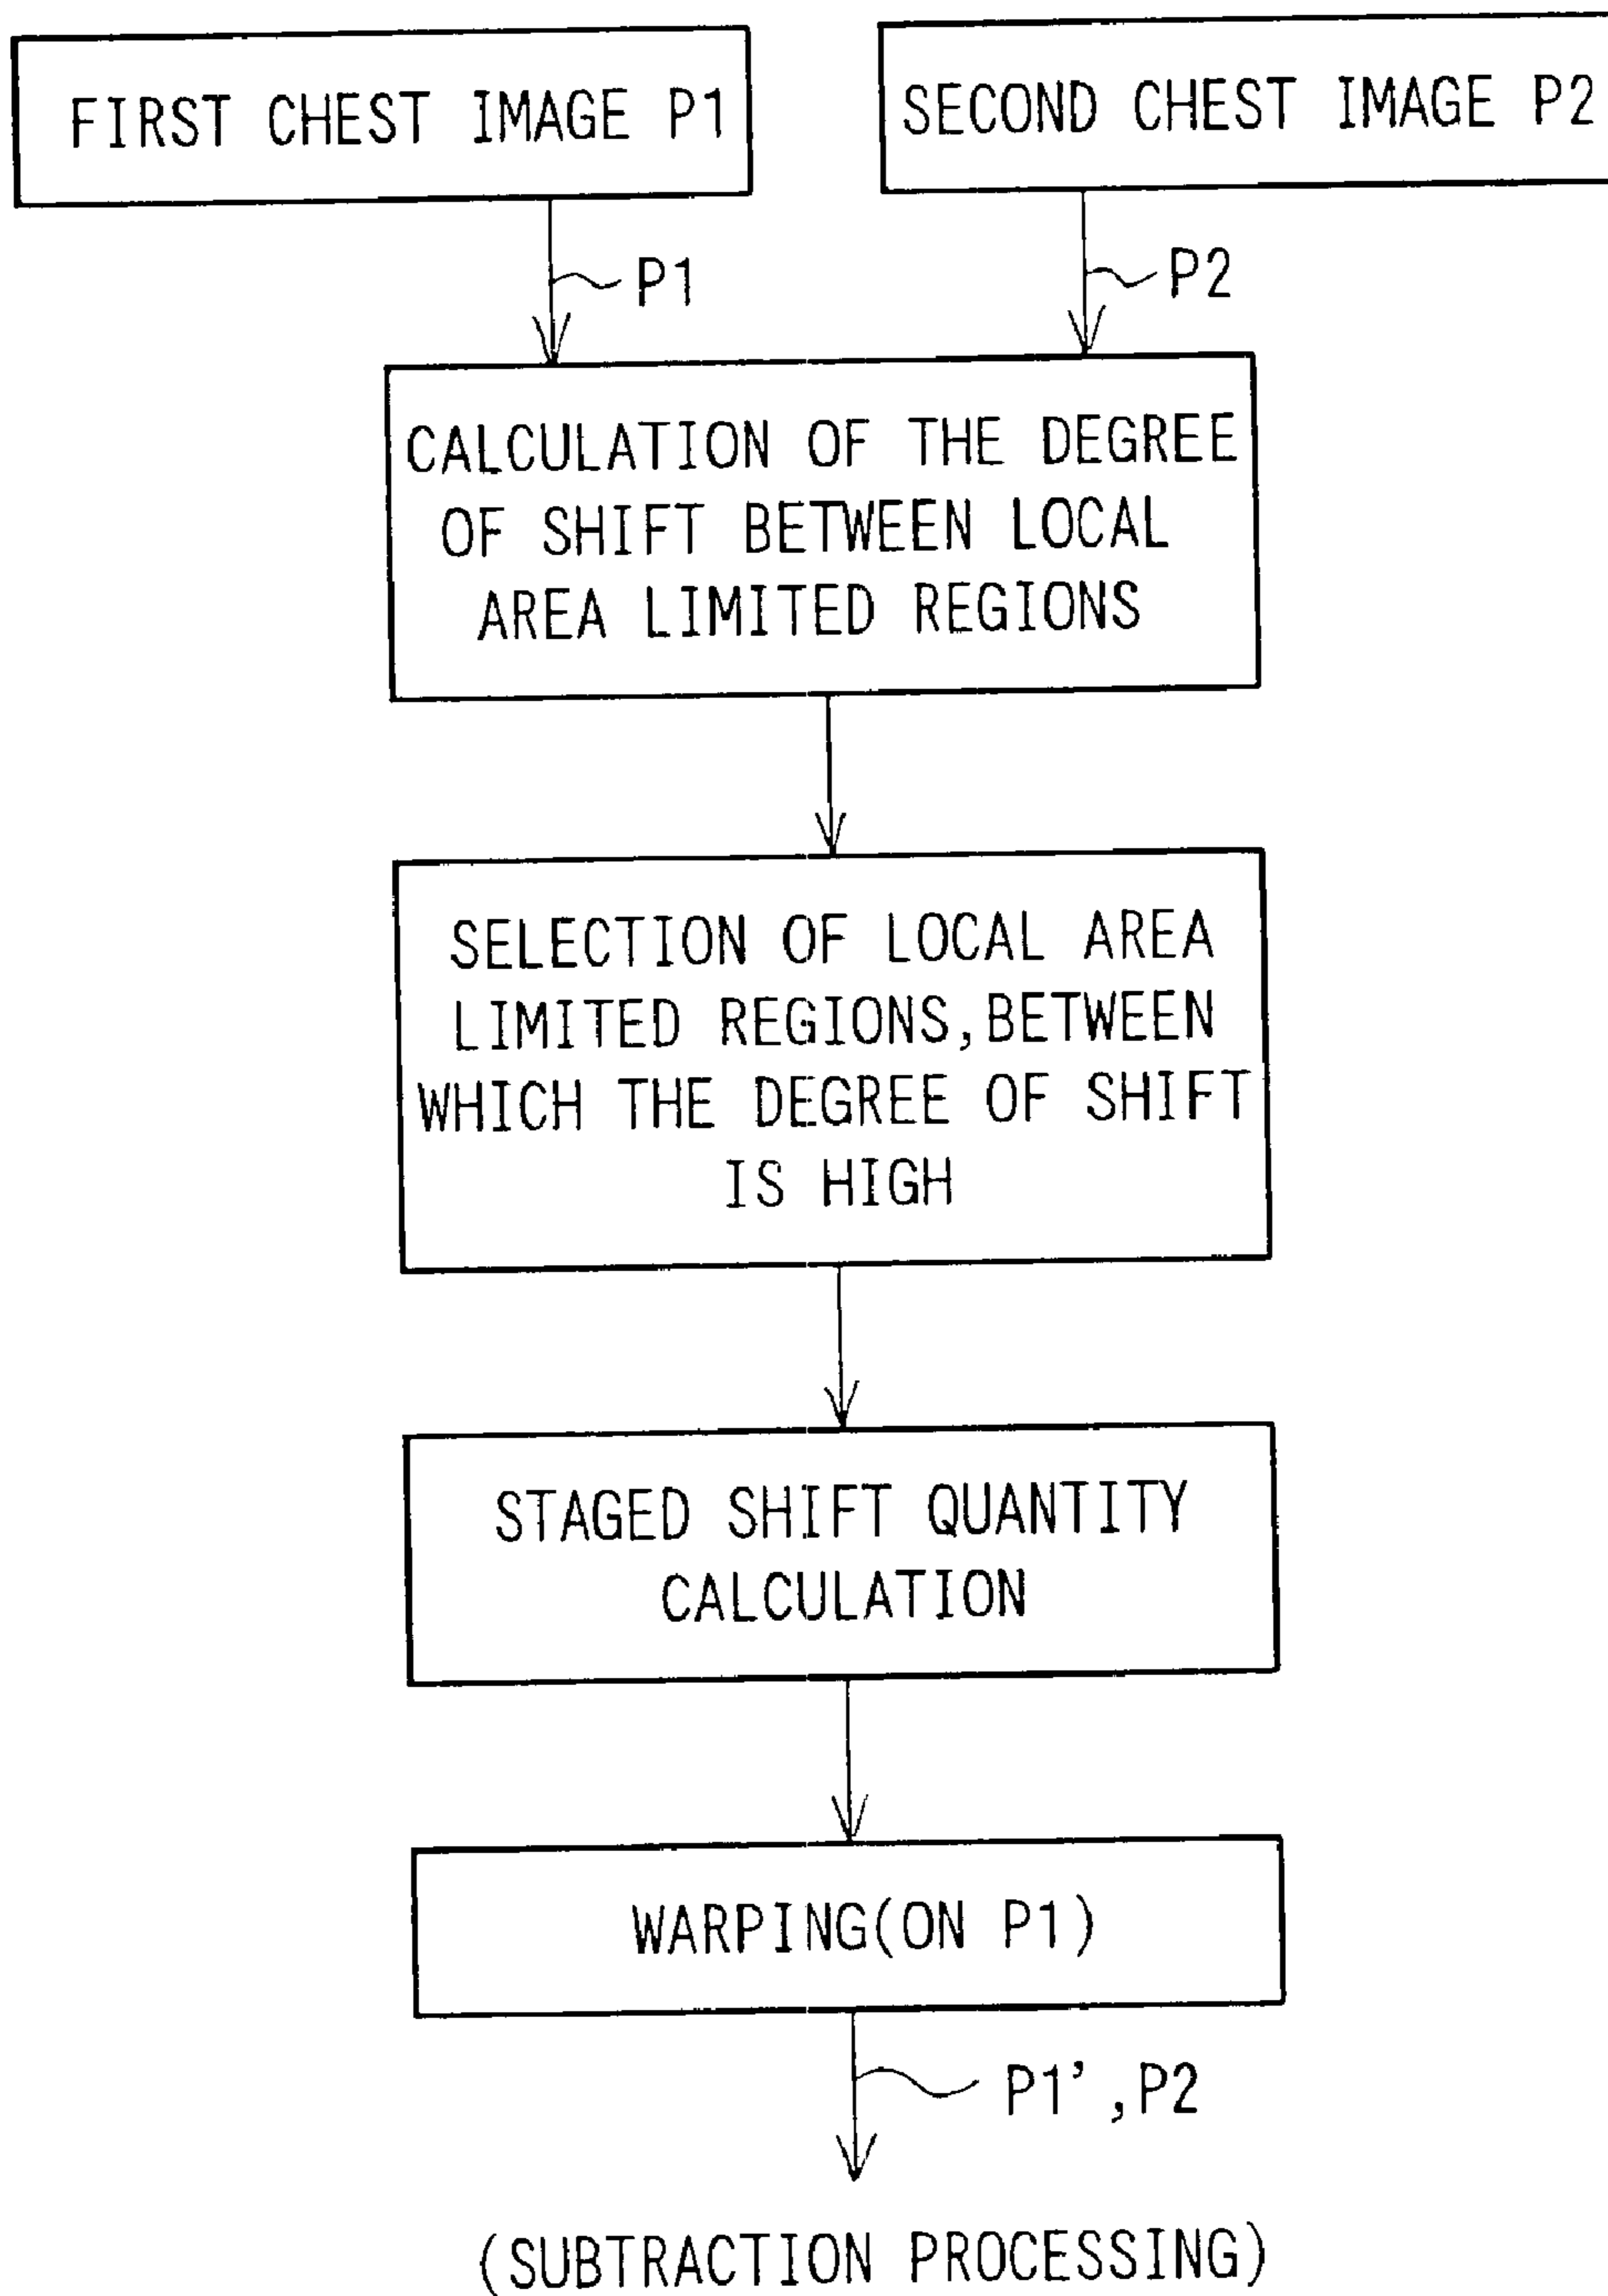 FIRST CHEST IMAGE P1
SECOND CHEST IMAGE P2
P1
P2
CALCULATION OF THE DEGREE
OF SHIFT BETWEEN LOCAL
AREA LIMITED REGIONS
SELECTION OF LOCAL AREA
LIMITED REGIONS, BETWEEN
WHICH THE DEGREE OF SHIFT
IS HIGH
STAGED SHIFT QUANTITY
CALCULATION
WARPING(ON P1)
P1', P2
(SUBTRACTION PROCESSING)